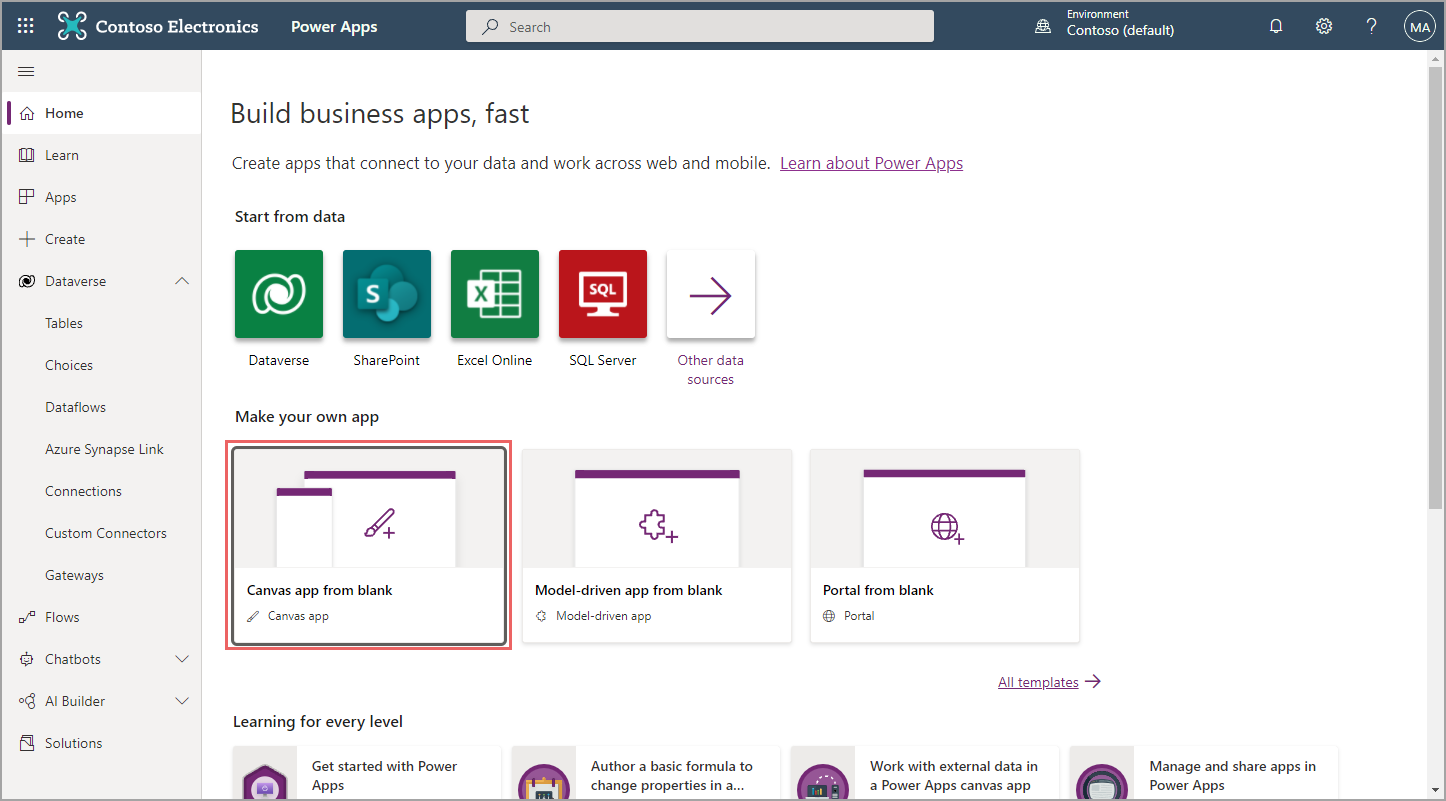 Contoso Electronics
Power Apps
Search
Environment
Contoso (default)
?
MA
Home
Learn
Apps
Create
Dataverse
Tables
Choices
Dataflows
Azure Synapse Link
Connections
Custom Connectors
Gateways
Flows
Chatbots
AI Builder
Solutions
Build business apps, fast
Create apps that connect to your data and work across web and mobile. Learn about Power Apps
Start from data
S
X
SQL
Dataverse
SharePoint
Excel Online
SQL Server
Other data
sources
Make your own app
Canvas app from blank
Canvas app
Model-driven app from blank
Model-driven app
Portal from blank
Portal
All templates
Learning for every level
Get started with Power
Apps
Author a basic formula to
change properties in a...
Work with external data in
a Power Apps canvas app
Manage and share apps in
Power Apps